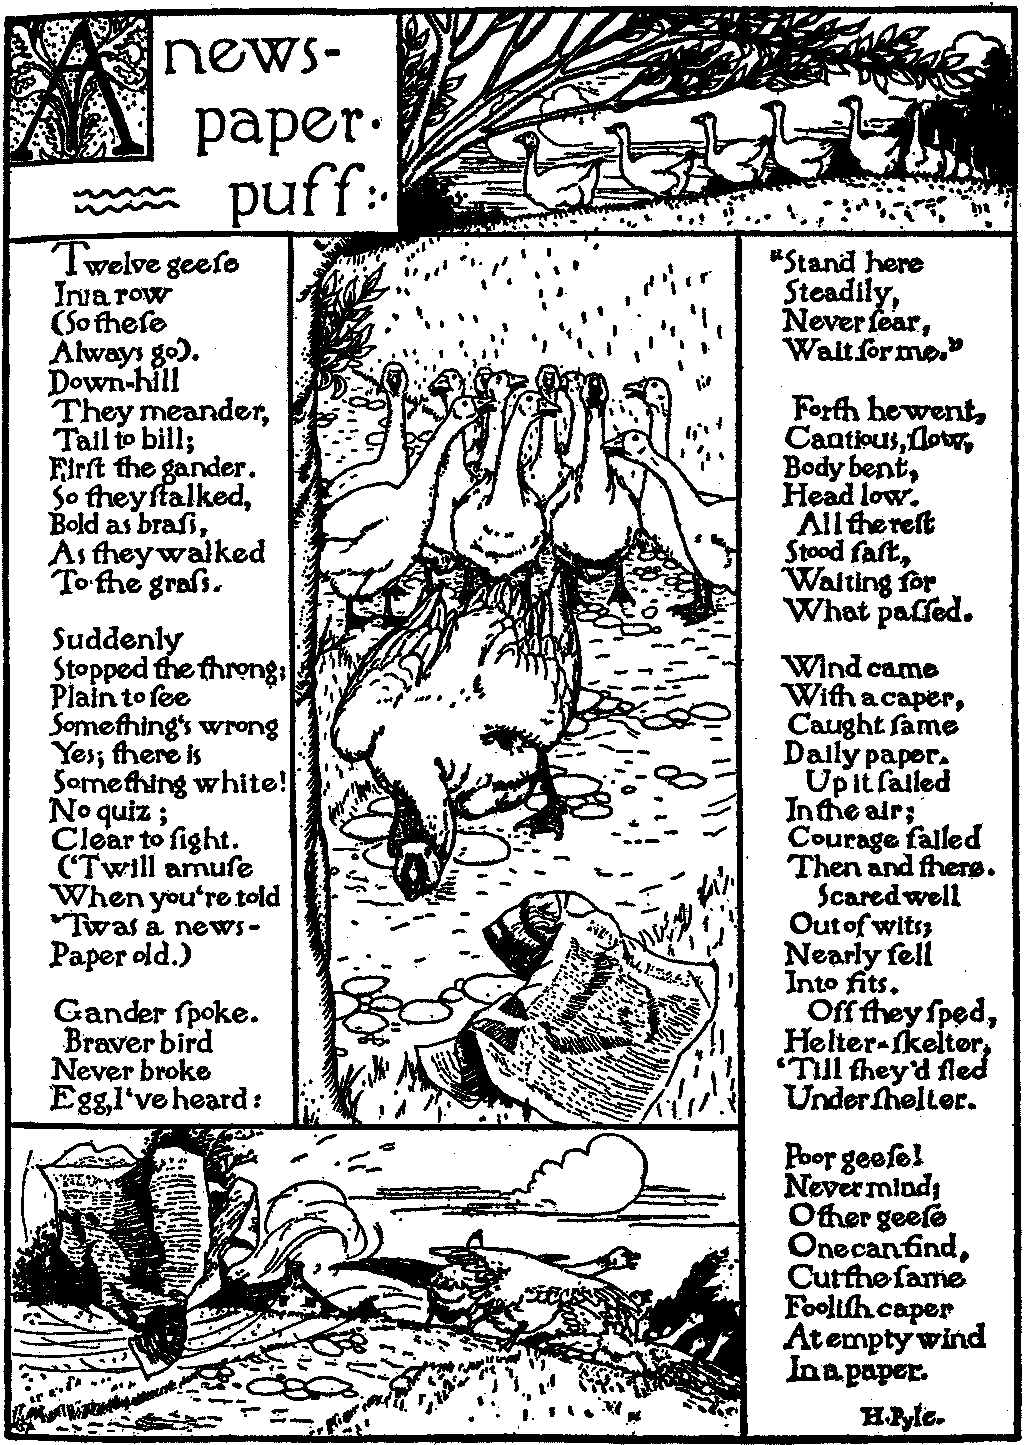 A news-
paper
puff:
Twelve geeſe
In a row
(So theſe
Always go).
Down-hill
They meander,
Tail to bill;
Firſt the gander.
So they ſtalked,
Bold as braſs,
As they walked
To the graſs.
Suddenly
Stopped the throng;
Plain to ſee
Something's wrong
Yes; there is
Something white!
No quiz;
Clear to ſight.
('Twill amuſe
When you're told
'Twas a news-
Paper old.)
Gander ſpoke.
Braver bird
Never broke
Egg, I've heard:
"Stand here
Steadily,
Never fear,
Wait for me."
Forth he went,
Cautious, ſlow,
Body bent,
Head low.
All the reſt
Stood faſt,
Waiting for
What paſſed.
Wind came
With a caper,
Caught ſame
Daily paper.
Up it ſailed
In the air;
Courage failed
Then and there.
Scared well
Out of wits;
Nearly fell
Into fits.
Off they ſped,
Helter-ſkelter,
'Till they'd fled
Under ſhelter.
Poor geeſe!
Never mind;
Other geeſe
One can find,
Cut the ſame
Fooliſh caper
At empty wind
In a paper.
H. Pyle.